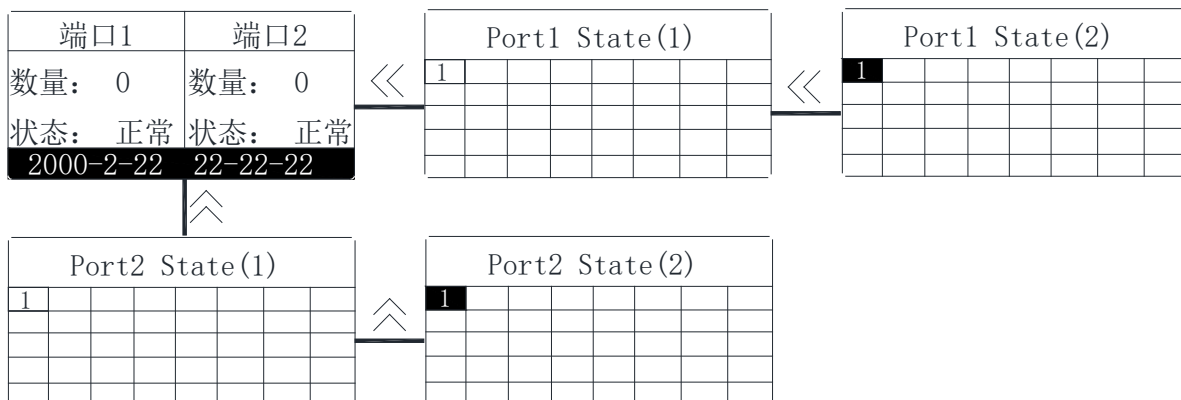 端口1 端口2
数量： 0 数量： 0
状态： 正常 状态： 正常
2000-2-22 22-22-22
Port1 State(1)
1
Port1 State(2)
1
Port2 State(1)
1
Port2 State(2)
1